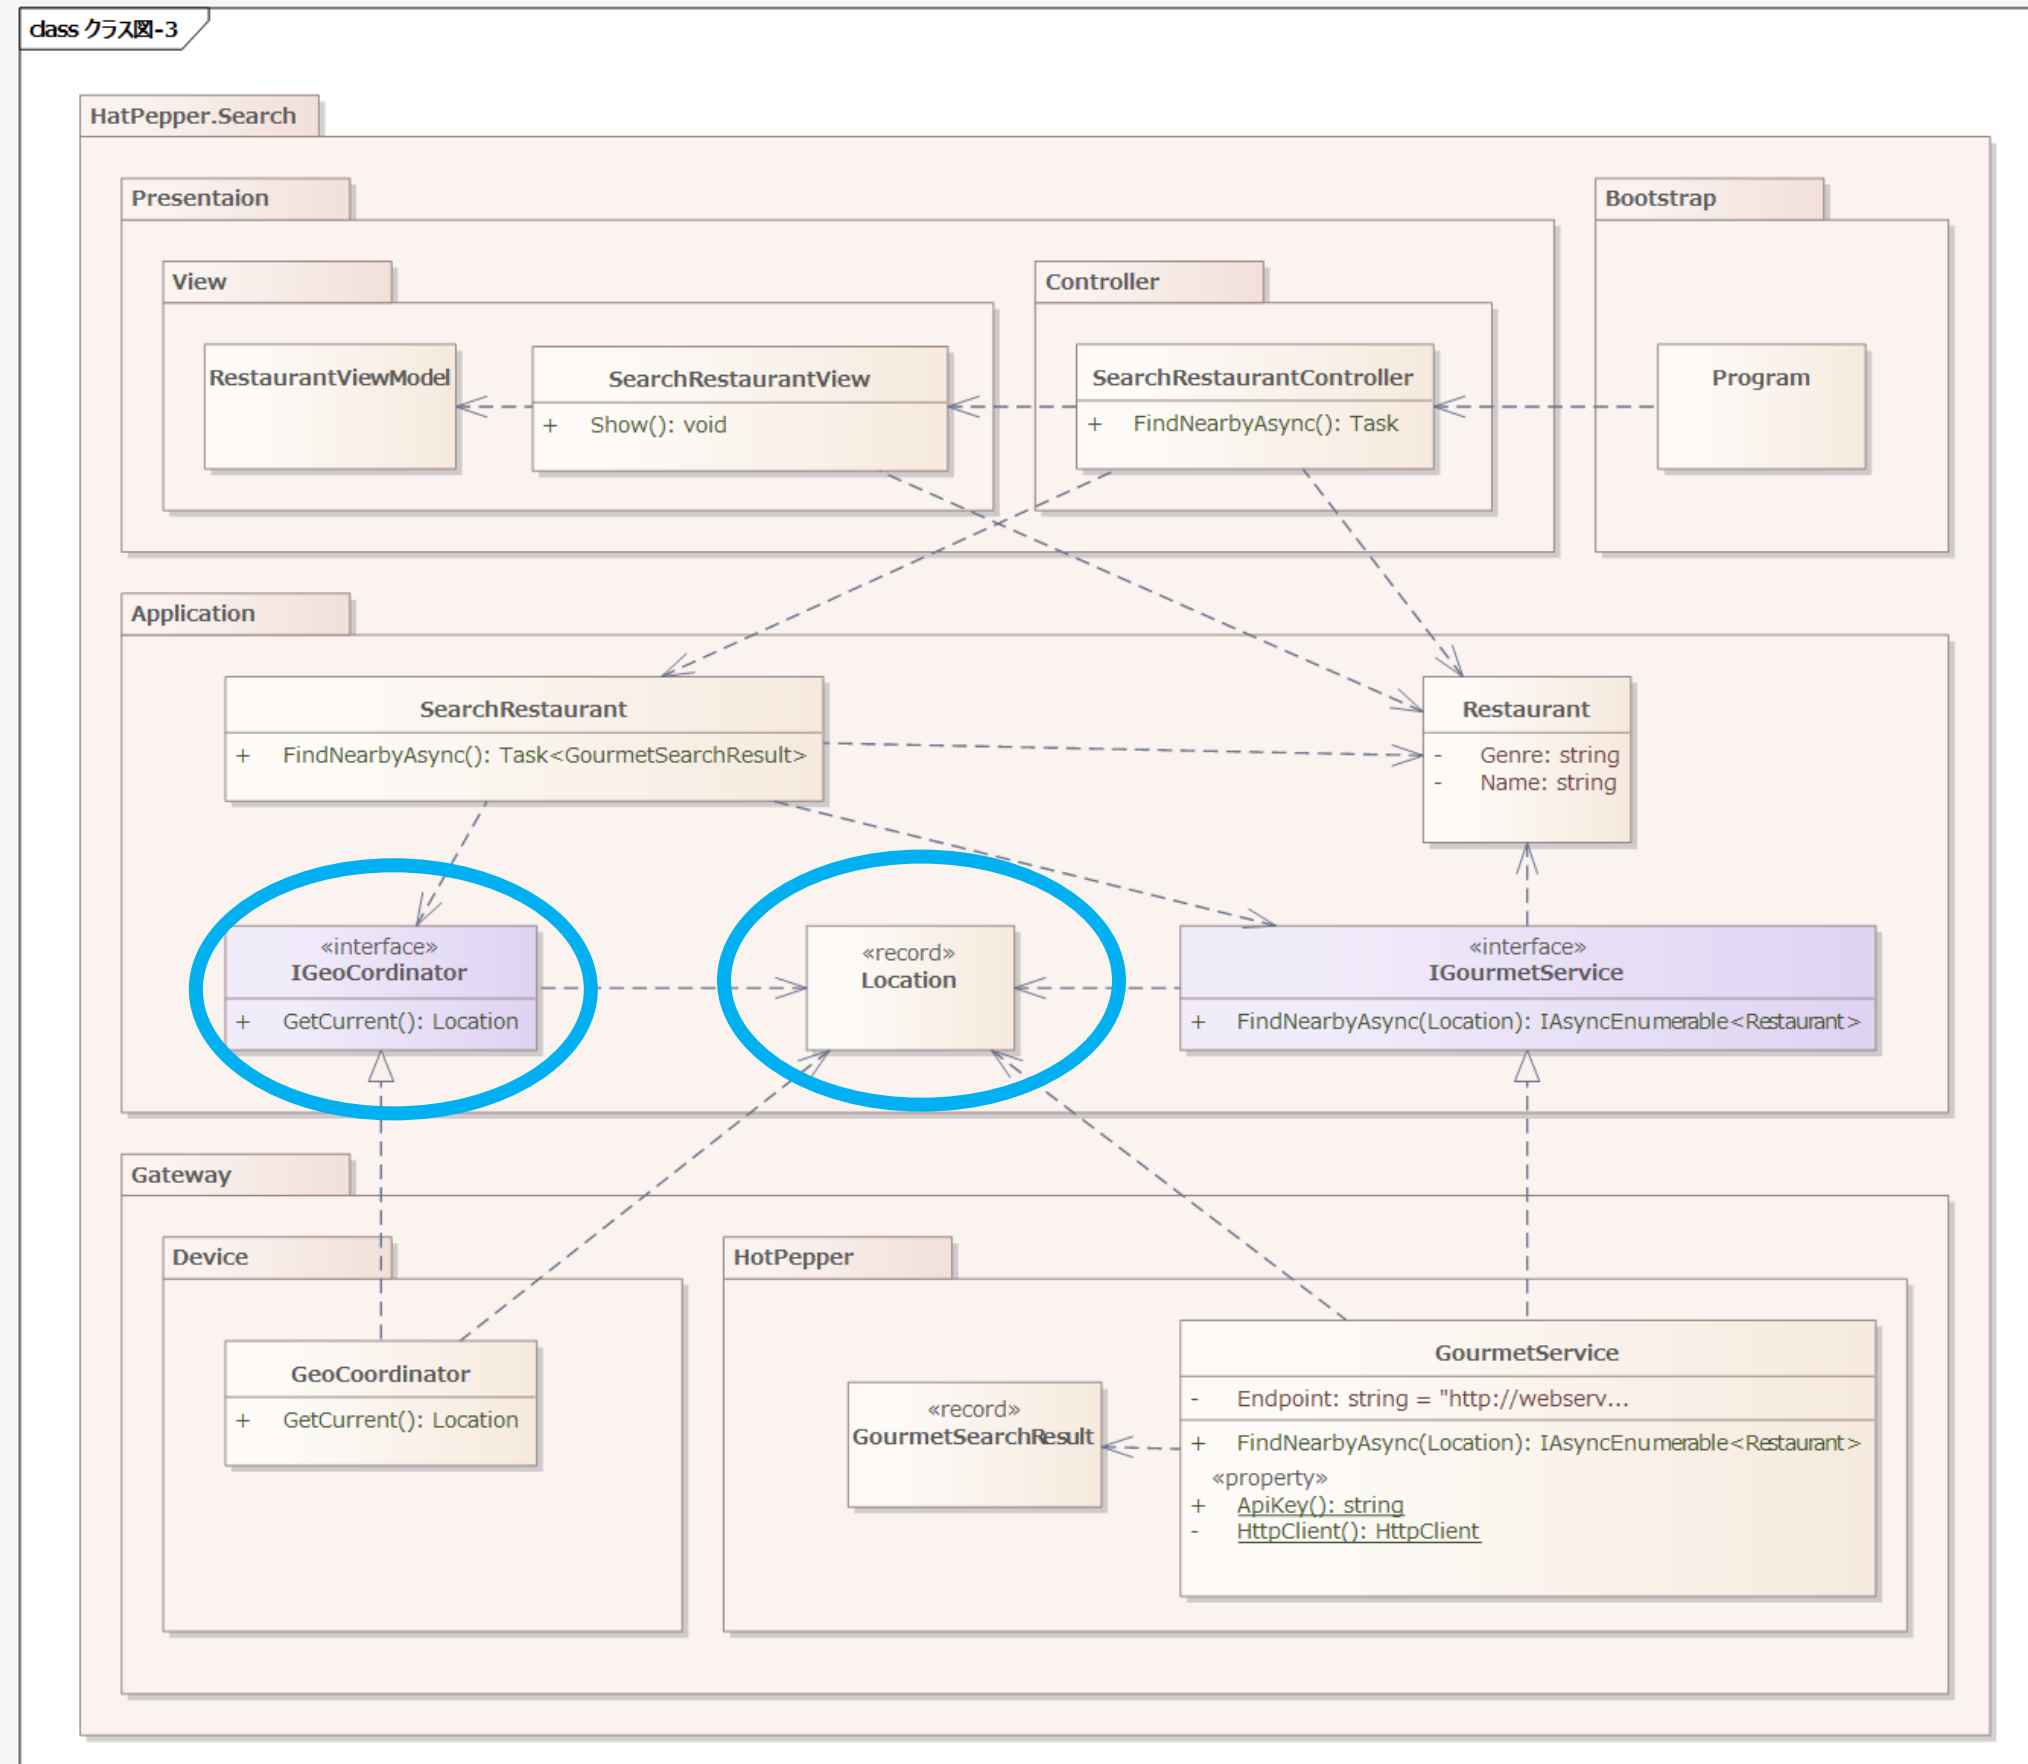 class クラス図-3
HatPepper.Search
Presentaion
Bootstrap
View
Controller
RestaurantViewModel
SearchRestaurantView
+ Show(): void
SearchRestaurantController
+ FindNearbyAsync(): Task
Program
Application
SearchRestaurant
+ FindNearbyAsync(): Task<GourmetSearchResult>
Restaurant
- Genre: string
- Name: string
«interface»
IGeoCordinator
+ GetCurrent(): Location
«record»
Location
«interface»
IGourmetService
+ FindNearbyAsync(Location): IAsyncEnumerable<Restaurant>
Gateway
Device
HotPepper
GeoCoordinator
+ GetCurrent(): Location
«record»
GourmetSearchResult
GourmetService
- Endpoint: string = "http://webserv...
+ FindNearbyAsync(Location): IAsyncEnumerable<Restaurant>
«property»
+ ApiKey(): string
- HttpClient(): HttpClient